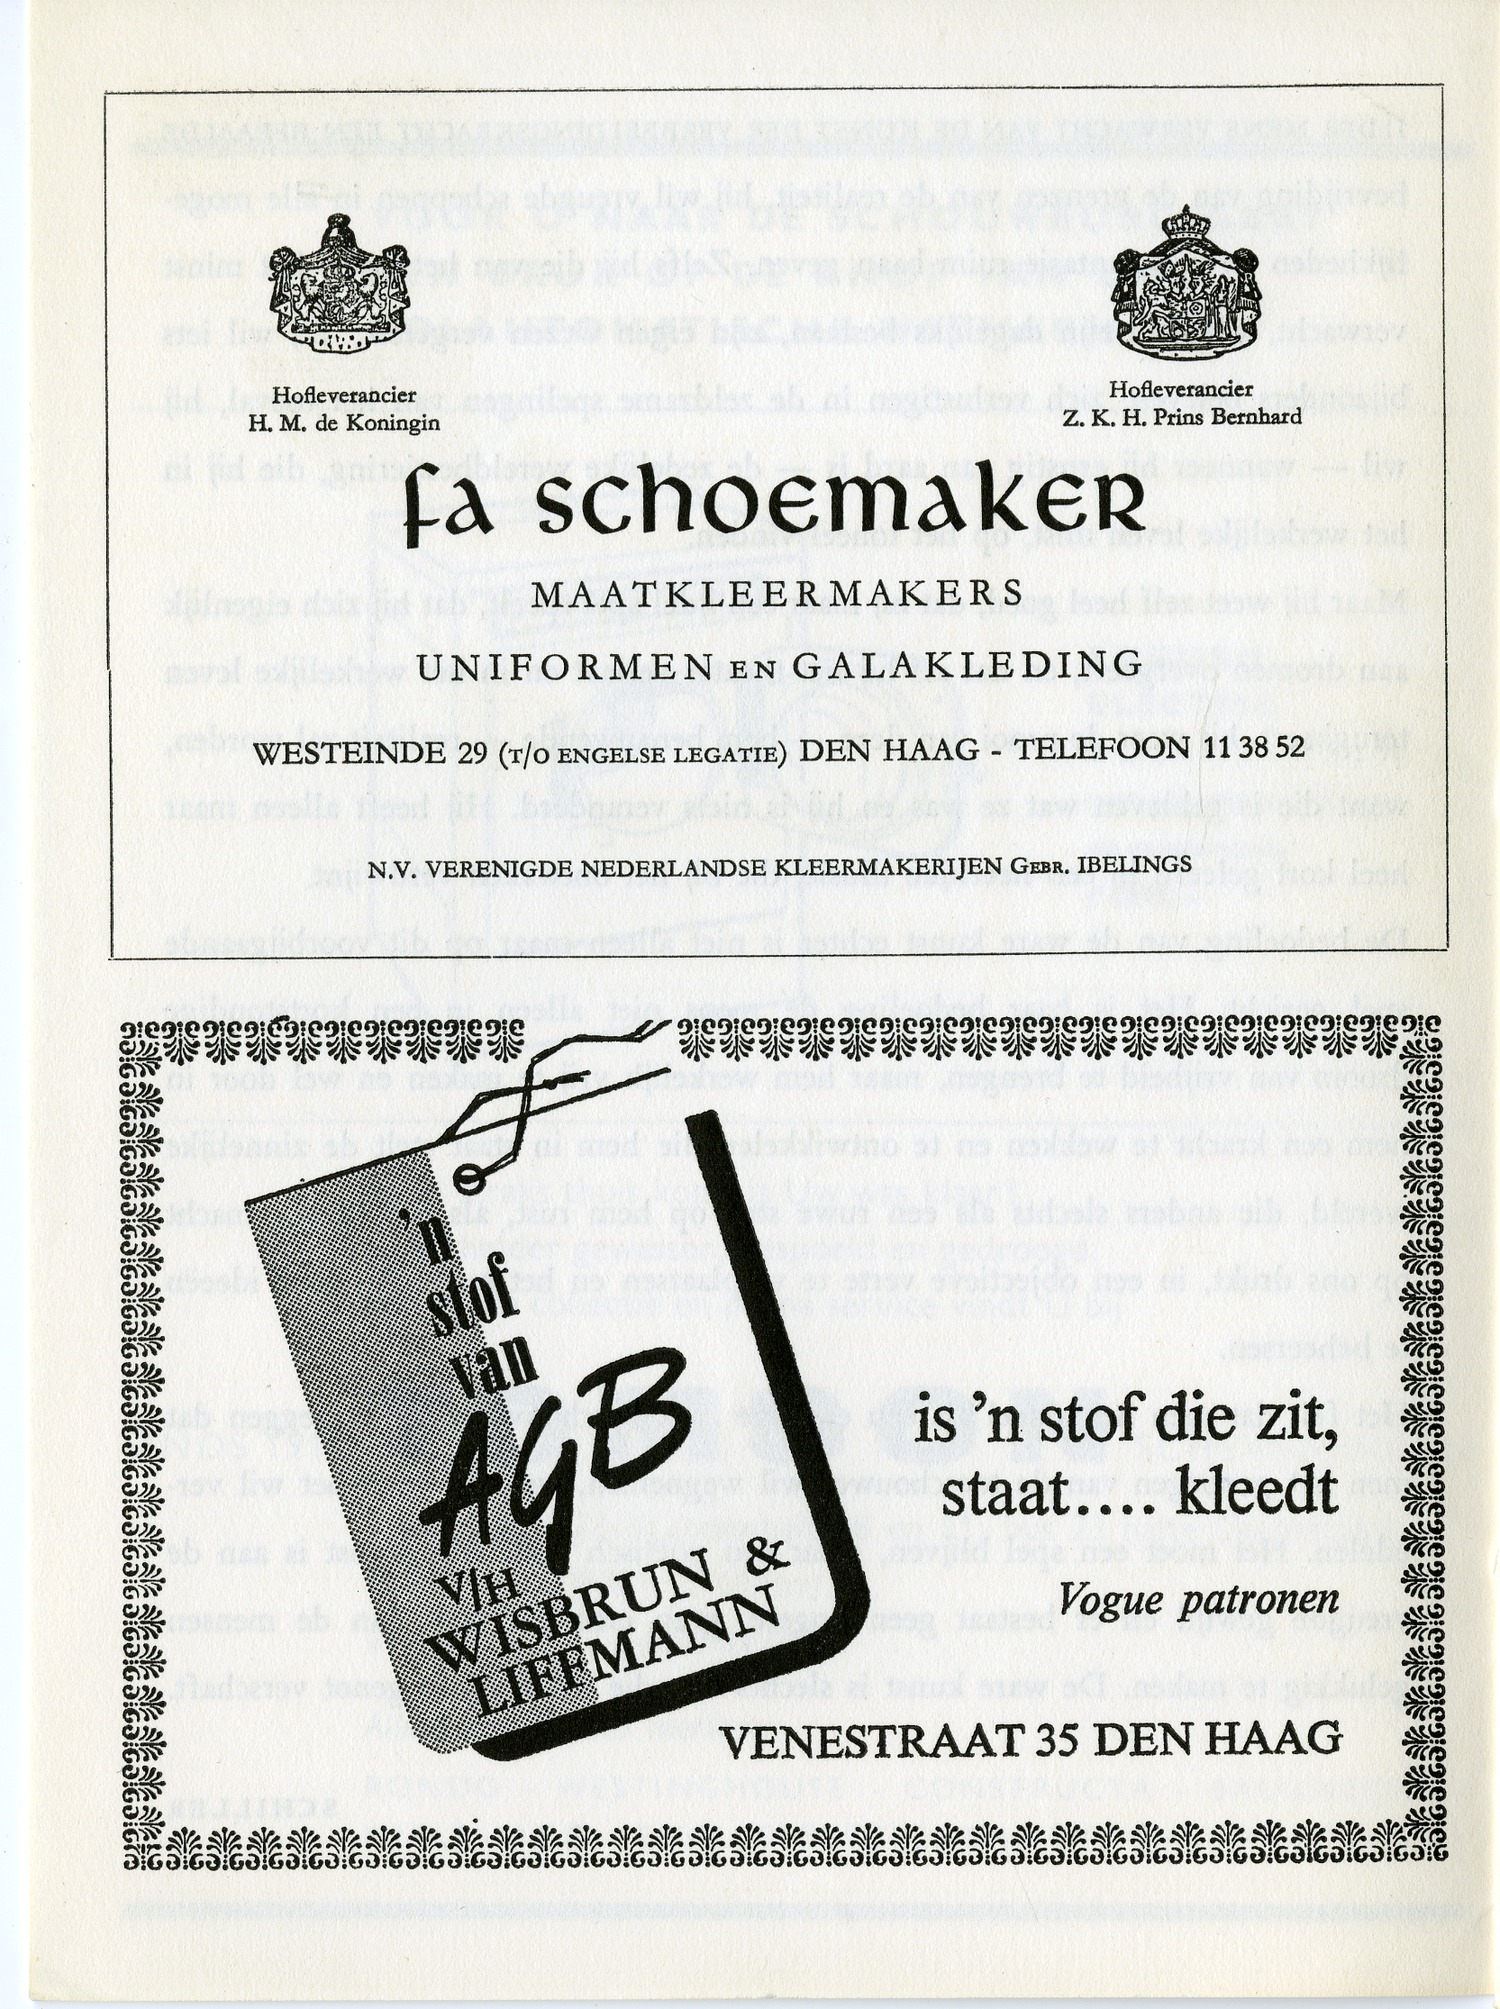 Hofleverancier
H. M. de Koningin
Hofleverancier
Z. K. H. Prins Bernhard
fa schoemaker
MAATKLEERMAKERS
UNIFORMEN EN GALAKLEDING
WESTEINDE 29 (T/O ENGELSE LEGATIE) DEN HAAG - TELEFOON 11 38 52
N.V. VERENIGDE NEDERLANDSE KLEERMAKERIJEN GEBR. IBELINGS
'n
stof
van
AGB
V/H
WISBRUN &
LIFFMANN
is 'n stof die zit,
staat.... kleedt
Vogue patronen
VENESTRAAT 35 DEN HAAG